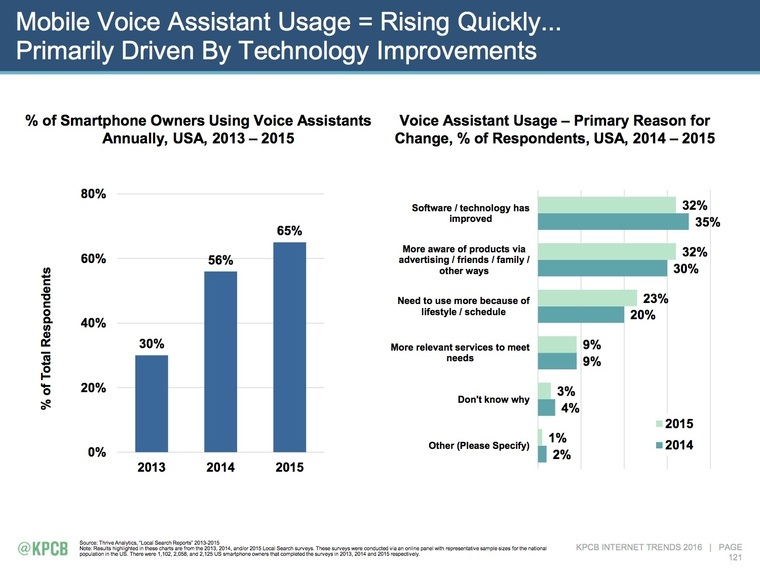 Mobile Voice Assistant Usage = Rising Quickly...
Primarily Driven By Technology Improvements
% of Smartphone Owners Using Voice Assistants
Annually, USA, 2013 – 2015
% of Total Respondents
80%
60%
40%
20%
0%
30%
56%
65%
2013
2014
2015
Voice Assistant Usage – Primary Reason for
Change, % of Respondents, USA, 2014 – 2015
Software / technology has
improved
32%
35%
More aware of products via
advertising / friends / family /
other ways
32%
30%
Need to use more because of
lifestyle / schedule
23%
20%
More relevant services to meet
needs
9%
9%
Don't know why
3%
4%
Other (Please Specify)
1%
2%
2015
2014
@KPCB
Source: Thrive Analytics, "Local Search Reports" 2013-2015
Note: Results highlighted in these charts are from the 2013, 2014, and/or 2015 Local Search surveys. These surveys were conducted via an online panel with representative sample sizes for the national
population in the US. There were 1,102, 2,058, and 2,125 US smartphone owners that completed the surveys in 2013, 2014 and 2015 respectively.
KPCB INTERNET TRENDS 2016 | PAGE
121